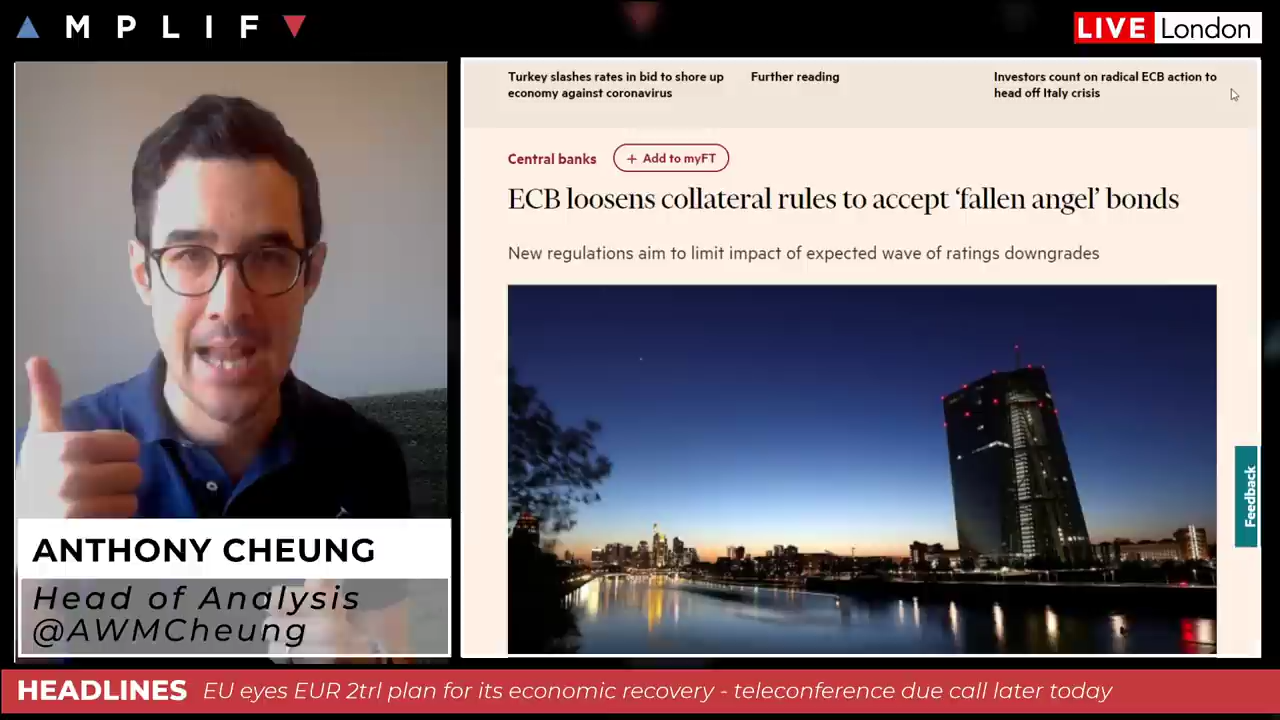 MPLIF
LIVE London
Turkey slashes rates in bid to shore up
economy against coronavirus
Further reading
Investors count on radical ECB action to
head off Italy crisis
Central banks
+ Add to myFT
ECB loosens collateral rules to accept ‘fallen angel’ bonds
New regulations aim to limit impact of expected wave of ratings downgrades
Feedback
ANTHONY CHEUNG
Head of Analysis
@AWMCheung
HEADLINES EU eyes EUR 2trl plan for its economic recovery - teleconference due call later today